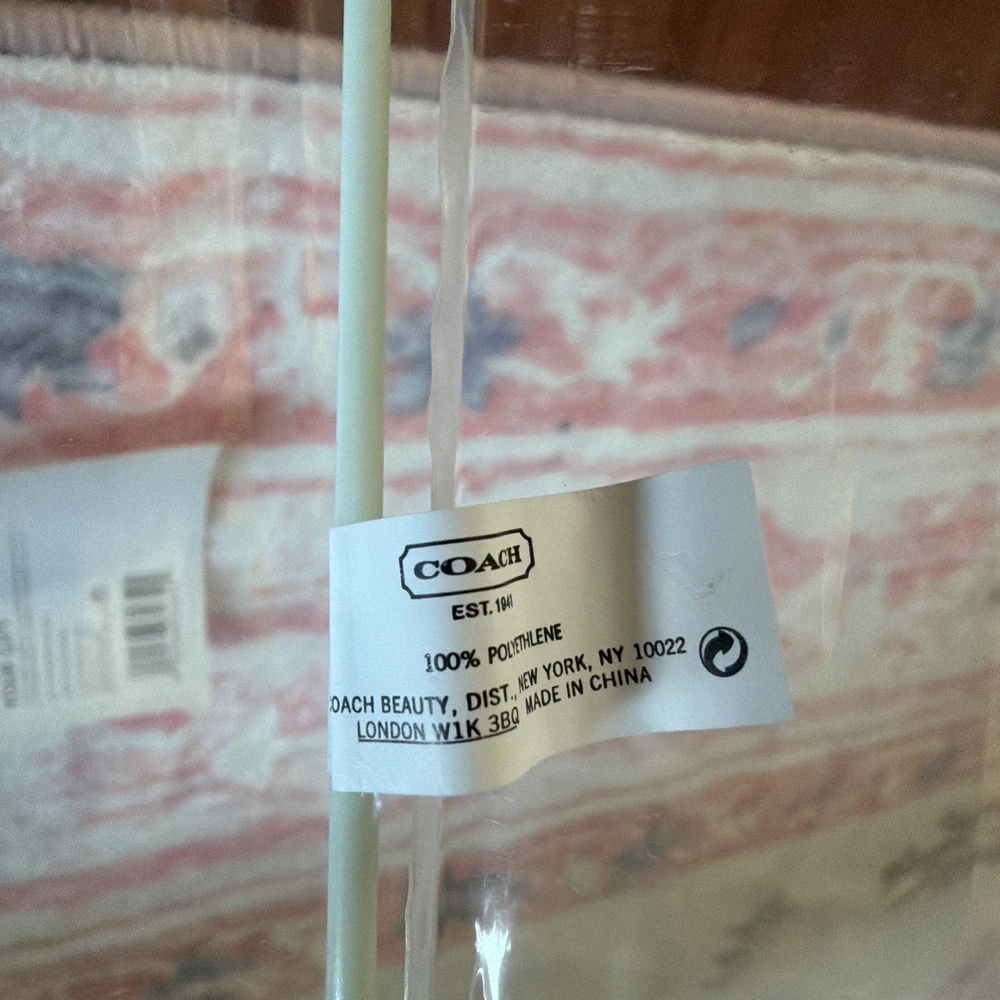 COACH
EST. 1941
100% POLYETHLENE
COACH BEAUTY, DIST., NEW YORK, NY 10022
LONDON W1K 3BQ MADE IN CHINA